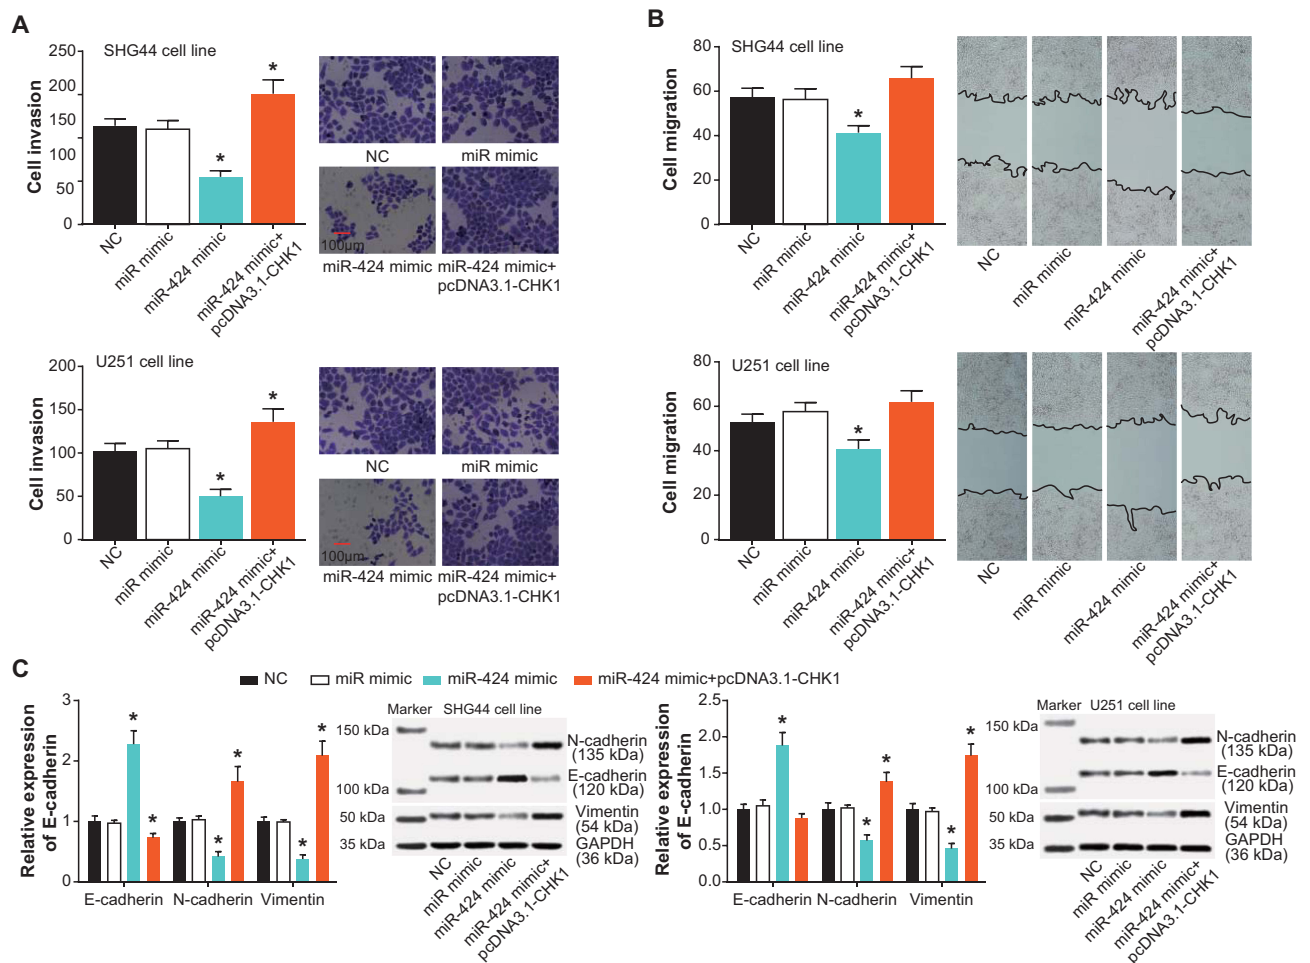 A
SHG44 cell line
Cell invasion
250
200
150
100
50
0
NC
miR mimic
miR-424 mimic
miR-424 mimic+
pcDNA3.1-CHK1
*
*
NC
miR mimic
100μm
miR-424 mimic
miR-424 mimic+
pcDNA3.1-CHK1
U251 cell line
Cell invasion
200
150
100
50
0
NC
miR mimic
miR-424 mimic
miR-424 mimic+
pcDNA3.1-CHK1
*
*
NC
miR mimic
100μm
miR-424 mimic
miR-424 mimic+
pcDNA3.1-CHK1
B
SHG44 cell line
Cell migration
80
60
40
20
0
NC
miR mimic
miR-424 mimic
miR-424 mimic+
pcDNA3.1-CHK1
*
NC
miR mimic
miR-424 mimic
miR-424 mimic+
pcDNA3.1-CHK1
U251 cell line
Cell migration
80
60
40
20
0
NC
miR mimic
miR-424 mimic
miR-424 mimic+
pcDNA3.1-CHK1
*
NC
miR mimic
miR-424 mimic
miR-424 mimic+
pcDNA3.1-CHK1
C
NC
miR mimic
miR-424 mimic
miR-424 mimic+pcDNA3.1-CHK1
Relative expression
of E-cadherin
3
2
1
0
* * * * * *
E-cadherin
N-cadherin
Vimentin
Marker
SHG44 cell line
150 kDa
100 kDa
50 kDa
35 kDa
N-cadherin
(135 kDa)
E-cadherin
(120 kDa)
Vimentin
(54 kDa)
GAPDH
(36 kDa)
NC
miR mimic
miR-424 mimic
miR-424 mimic+
pcDNA3.1-CHK1
Relative expression
of E-cadherin
2.5
2.0
1.5
1.0
0.5
0.0
* * * * *
E-cadherin
N-cadherin
Vimentin
Marker
U251 cell line
150 kDa
100 kDa
50 kDa
35 kDa
N-cadherin
(135 kDa)
E-cadherin
(120 kDa)
Vimentin
(54 kDa)
GAPDH
(36 kDa)
NC
miR mimic
miR-424 mimic
miR-424 mimic+
pcDNA3.1-CHK1